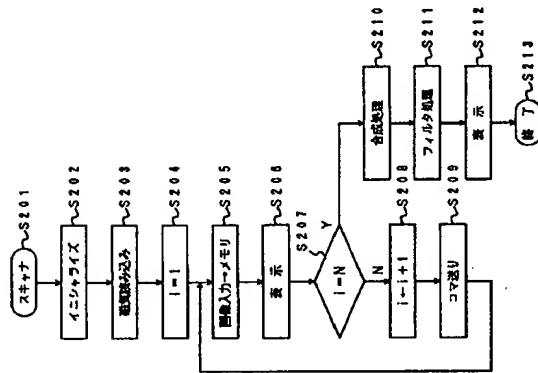 スキャナ
S201
イニシャライズ
S202
磁気読み込み
S203
i=1
S204
画像入力→メモリ
S205
表示
S206
i=N
S207
Y
N
i←i+1
S208
コマ送り
S209
合成処理
S210
フィルタ処理
S211
表示
S212
終了
S213